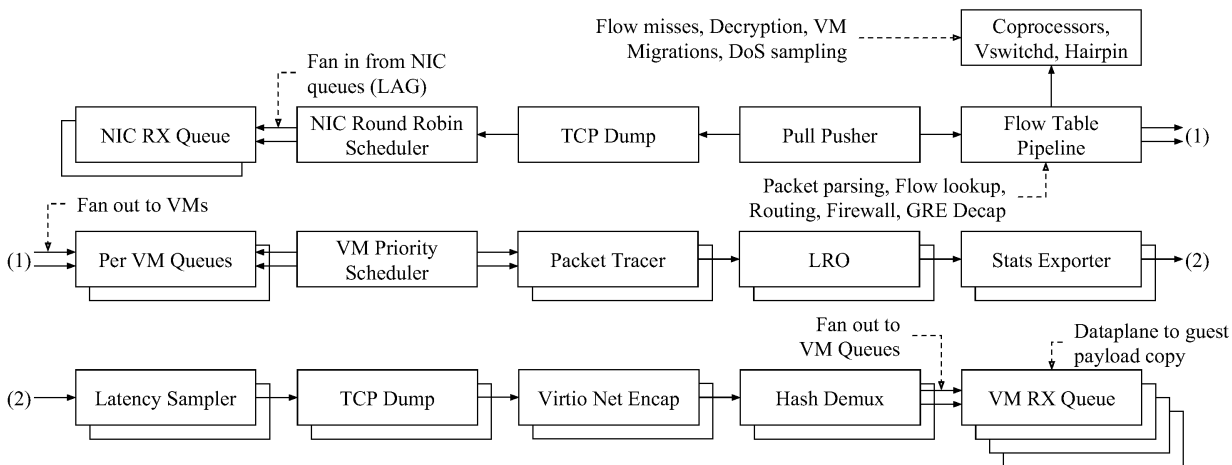 Flow misses, Decryption, VM
Migrations, DoS sampling
Coprocessors,
Vswitchd, Hairpin
Fan in from NIC
queues (LAG)
NIC RX Queue
NIC Round Robin
Scheduler
TCP Dump
Pull Pusher
Flow Table
Pipeline
(1)
Packet parsing, Flow lookup,
Routing, Firewall, GRE Decap
Fan out to VMs
(1)
Per VM Queues
VM Priority
Scheduler
Packet Tracer
LRO
Stats Exporter
(2)
Fan out to
VM Queues
Dataplane to guest
payload copy
(2)
Latency Sampler
TCP Dump
Virtio Net Encap
Hash Demux
VM RX Queue